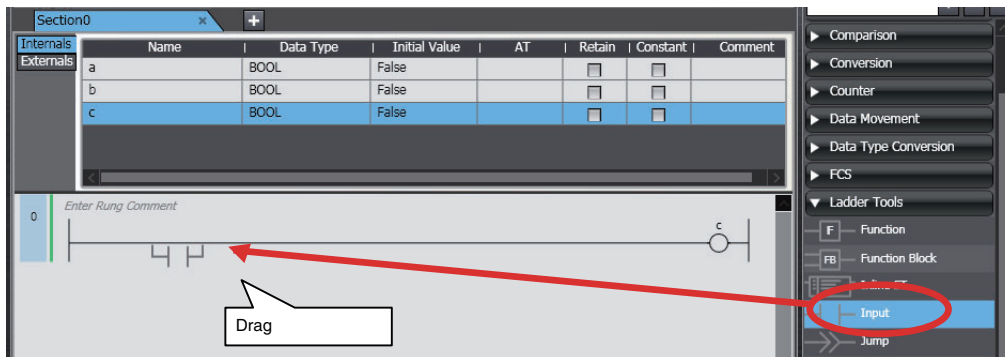 Section0 × +
Internals
Externals
Name Data Type Initial Value AT Retain Constant Comment
a BOOL False
b BOOL False
c BOOL False
0
Enter Rung Comment
c
Drag
Comparison
Conversion
Counter
Data Movement
Data Type Conversion
FCS
Ladder Tools
F Function
FB Function Block
Input
Jump